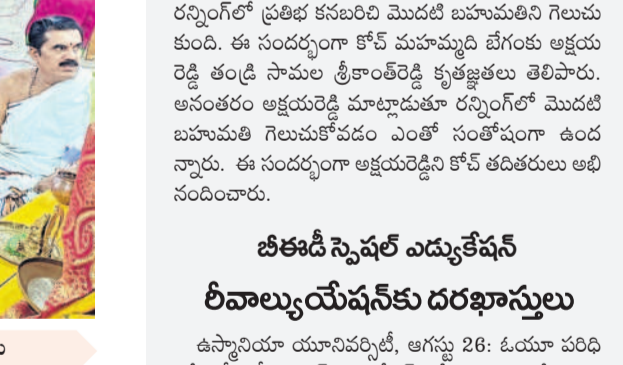 రన్నింగ్‌లో ప్రతిభ కనబరిచి మొదటి బహుమతిని గెలుచు
కుంది. ఈ సందర్భంగా కోచ్ మహమ్మది బేగంకు అక్షయ
రెడ్డి తండ్రి సామల శ్రీకాంత్‌రెడ్డి కృతజ్ఞతలు తెలిపారు.
అనంతరం అక్షయరెడ్డి మాట్లాడుతూ రన్నింగ్‌లో మొదటి
బహుమతి గెలుచుకోవడం ఎంతో సంతోషంగా ఉంద
న్నారు. ఈ సందర్భంగా అక్షయరెడ్డిని కోచ్ తదితరులు అభి
నందించారు.
బీఈడీ స్పెషల్ ఎడ్యుకేషన్
రీవాల్యుయేషన్‌కు దరఖాస్తులు
ఉస్మానియా యూనివర్సిటీ, ఆగస్టు 26: ఓయూ పరిధి